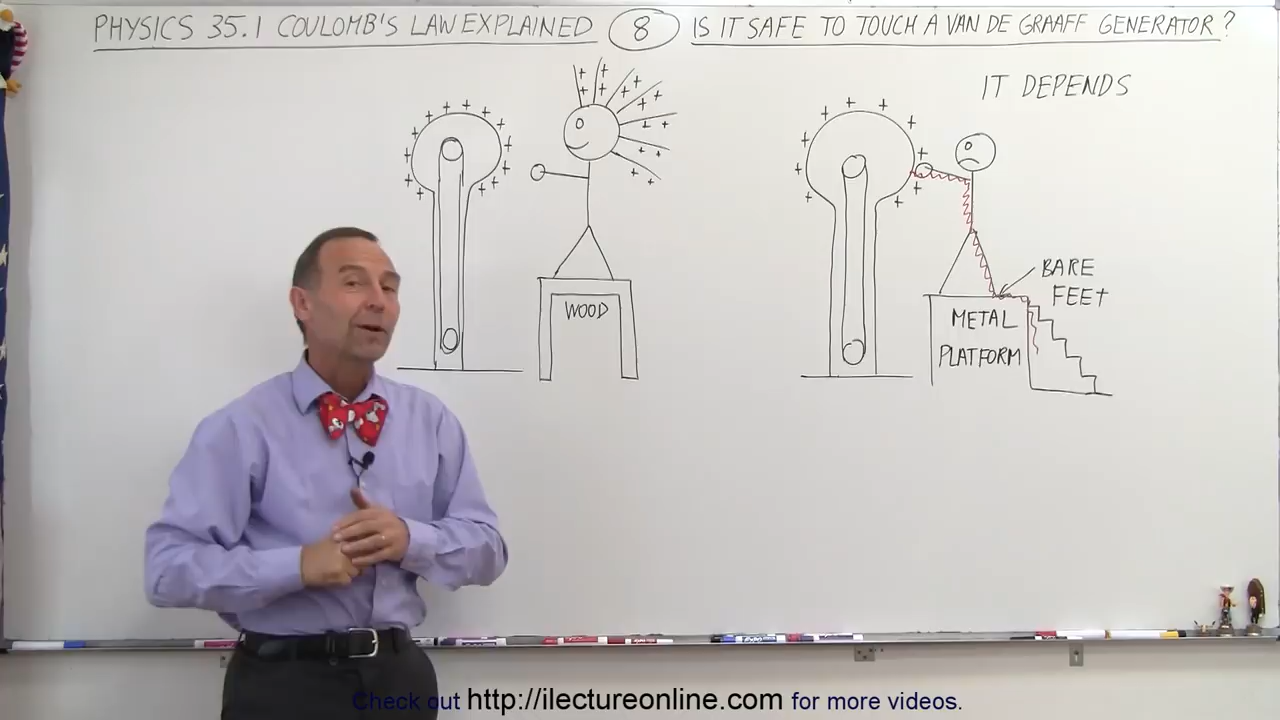 PHYSICS 35.1 COULOMB'S LAW EXPLAINED 8 IS IT SAFE TO TOUCH A VAN DE GRAAFF GENERATOR?
IT DEPENDS
BARE
FEET
WOOD
METAL
PLATFORM
Check out http://ilectureonline.com for more videos.